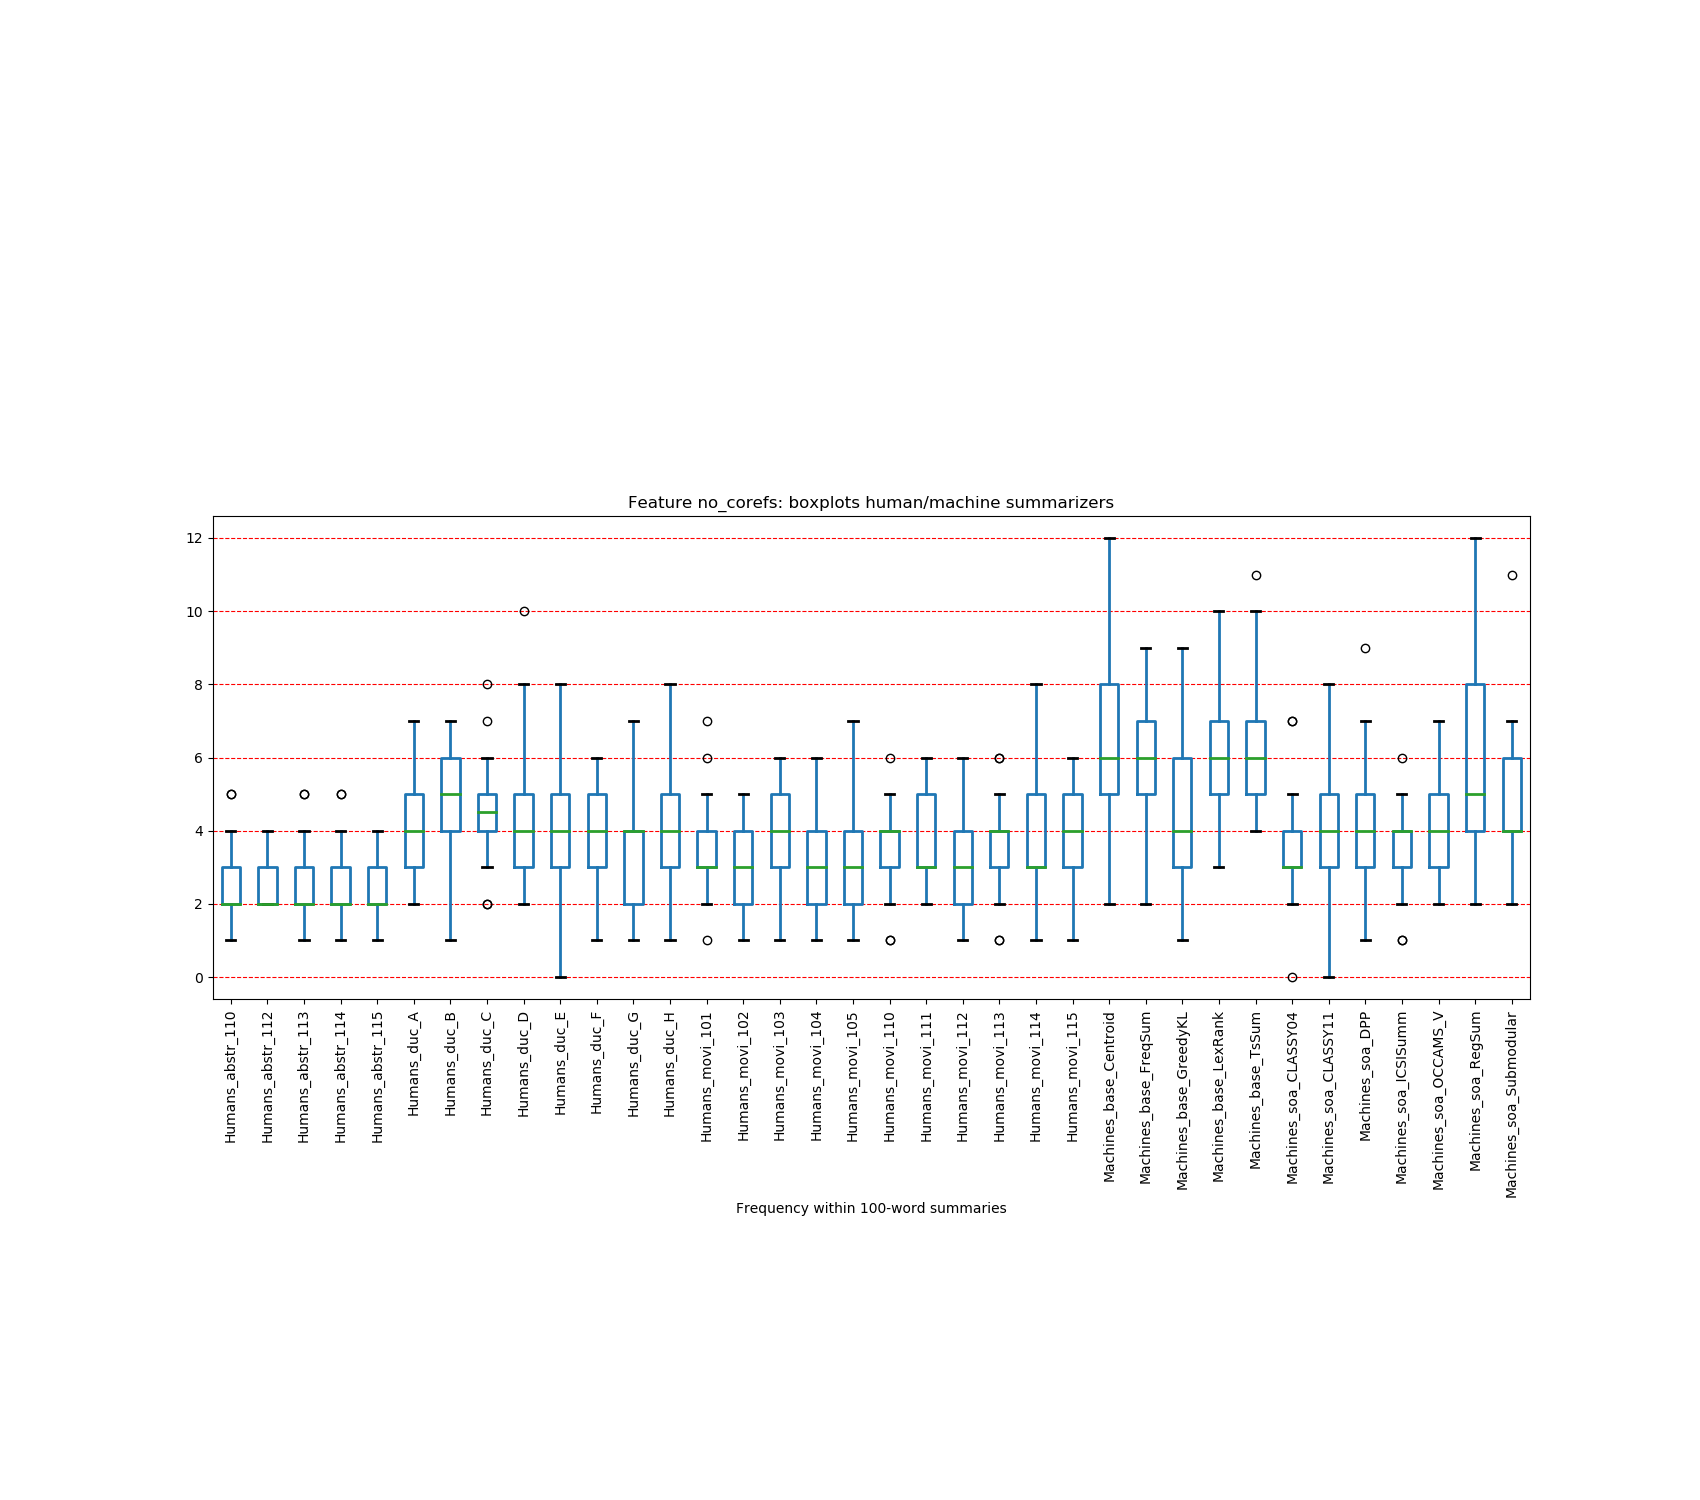 Feature no_corefs: boxplots human/machine summarizers
12
10
8
6
4
2
0
Humans_abstr_110
Humans_abstr_112
Humans_abstr_113
Humans_abstr_114
Humans_abstr_115
Humans_duc_A
Humans_duc_B
Humans_duc_C
Humans_duc_D
Humans_duc_E
Humans_duc_F
Humans_duc_G
Humans_duc_H
Humans_movi_101
Humans_movi_102
Humans_movi_103
Humans_movi_104
Humans_movi_105
Humans_movi_110
Humans_movi_111
Humans_movi_112
Humans_movi_113
Humans_movi_114
Humans_movi_115
Machines_base_Centroid
Machines_base_FreqSum
Machines_base_GreedyKL
Machines_base_LexRank
Machines_base_TsSum
Machines_soa_CLASSY04
Machines_soa_CLASSY11
Machines_soa_DPP
Machines_soa_ICSISumm
Machines_soa_OCCAMS_V
Machines_soa_RegSum
Machines_soa_Submodular
Frequency within 100-word summaries